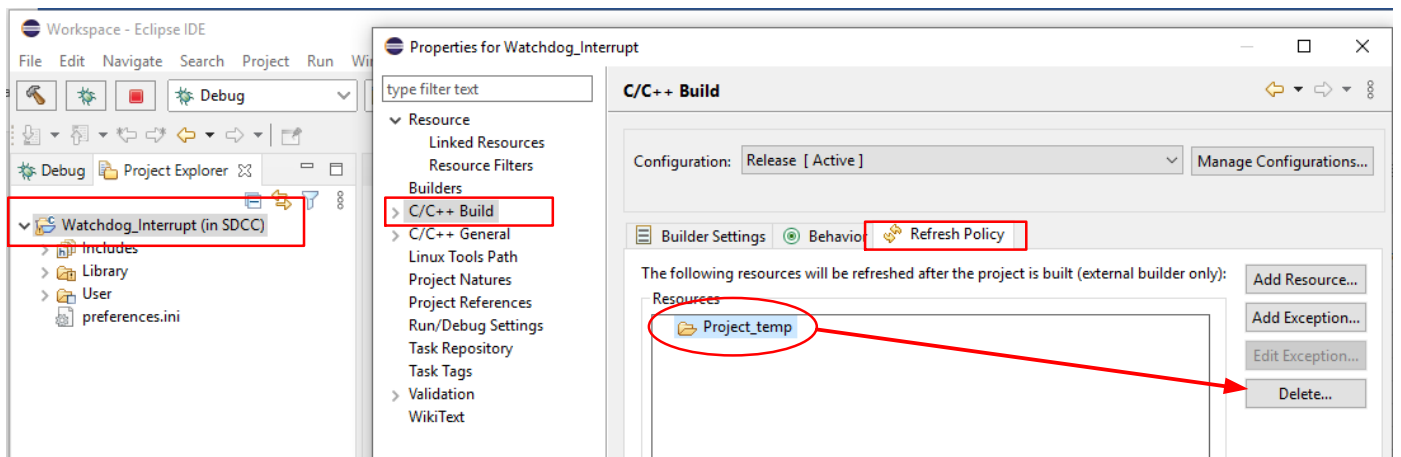 Workspace - Eclipse IDE
File Edit Navigate Search Project Run
Debug
Debug Project Explorer
Watchdog_Interrupt (in SDCC)
Includes
Library
User
preferences.ini
Properties for Watchdog_Interrupt
type filter text
Resource
Linked Resources
Resource Filters
Builders
C/C++ Build
C/C++ General
Linux Tools Path
Project Natures
Project References
Run/Debug Settings
Task Repository
Task Tags
Validation
WikiText
C/C++ Build
Configuration: Release [ Active ] Manage Configurations...
Builder Settings Behavior Refresh Policy
The following resources will be refreshed after the project is built (external builder only):
Resources
Project_temp
Add Resource...
Add Exception...
Edit Exception...
Delete...